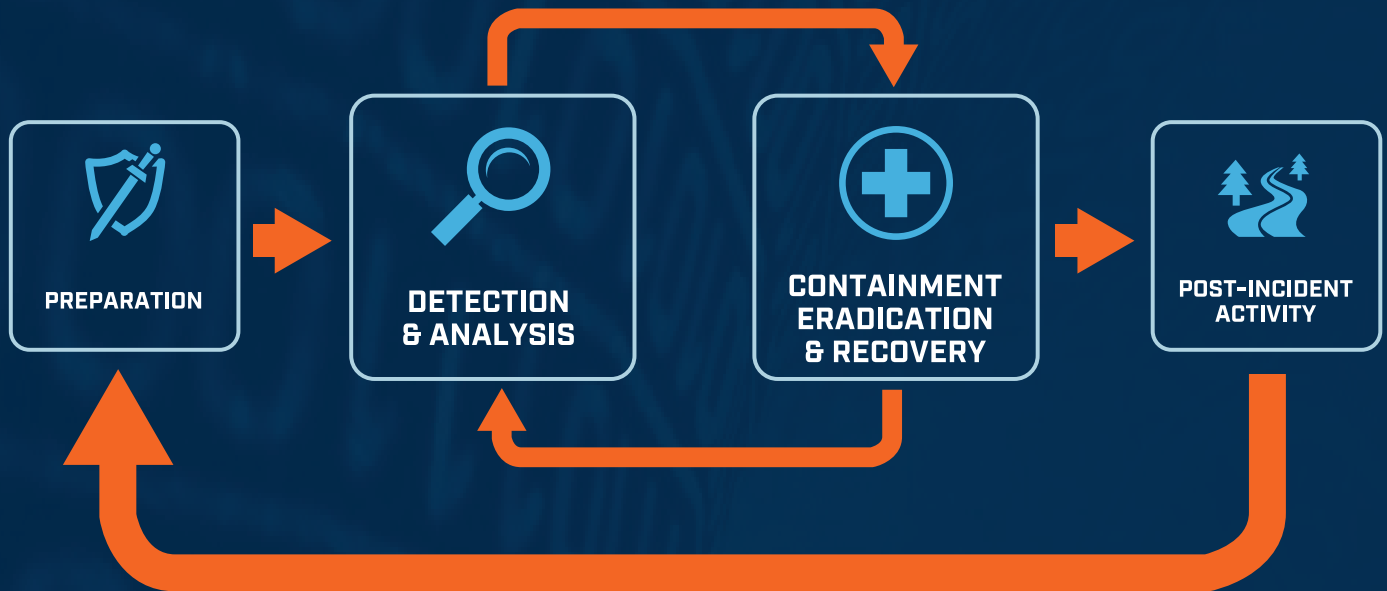 PREPARATION
DETECTION
& ANALYSIS
CONTAINMENT
ERADICATION
& RECOVERY
POST-INCIDENT
ACTIVITY